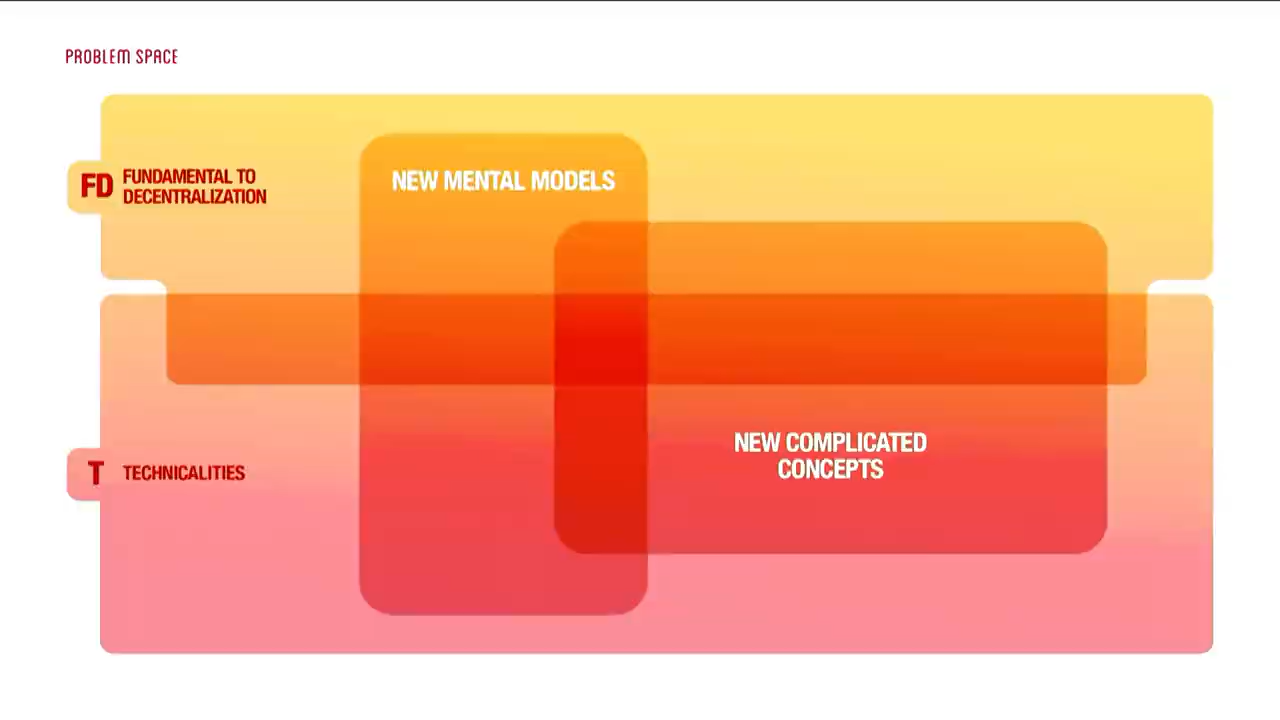 PROBLEM SPACE
FD
FUNDAMENTAL TO
DECENTRALIZATION
NEW MENTAL MODELS
NEW COMPLICATED
CONCEPTS
T
TECHNICALITIES